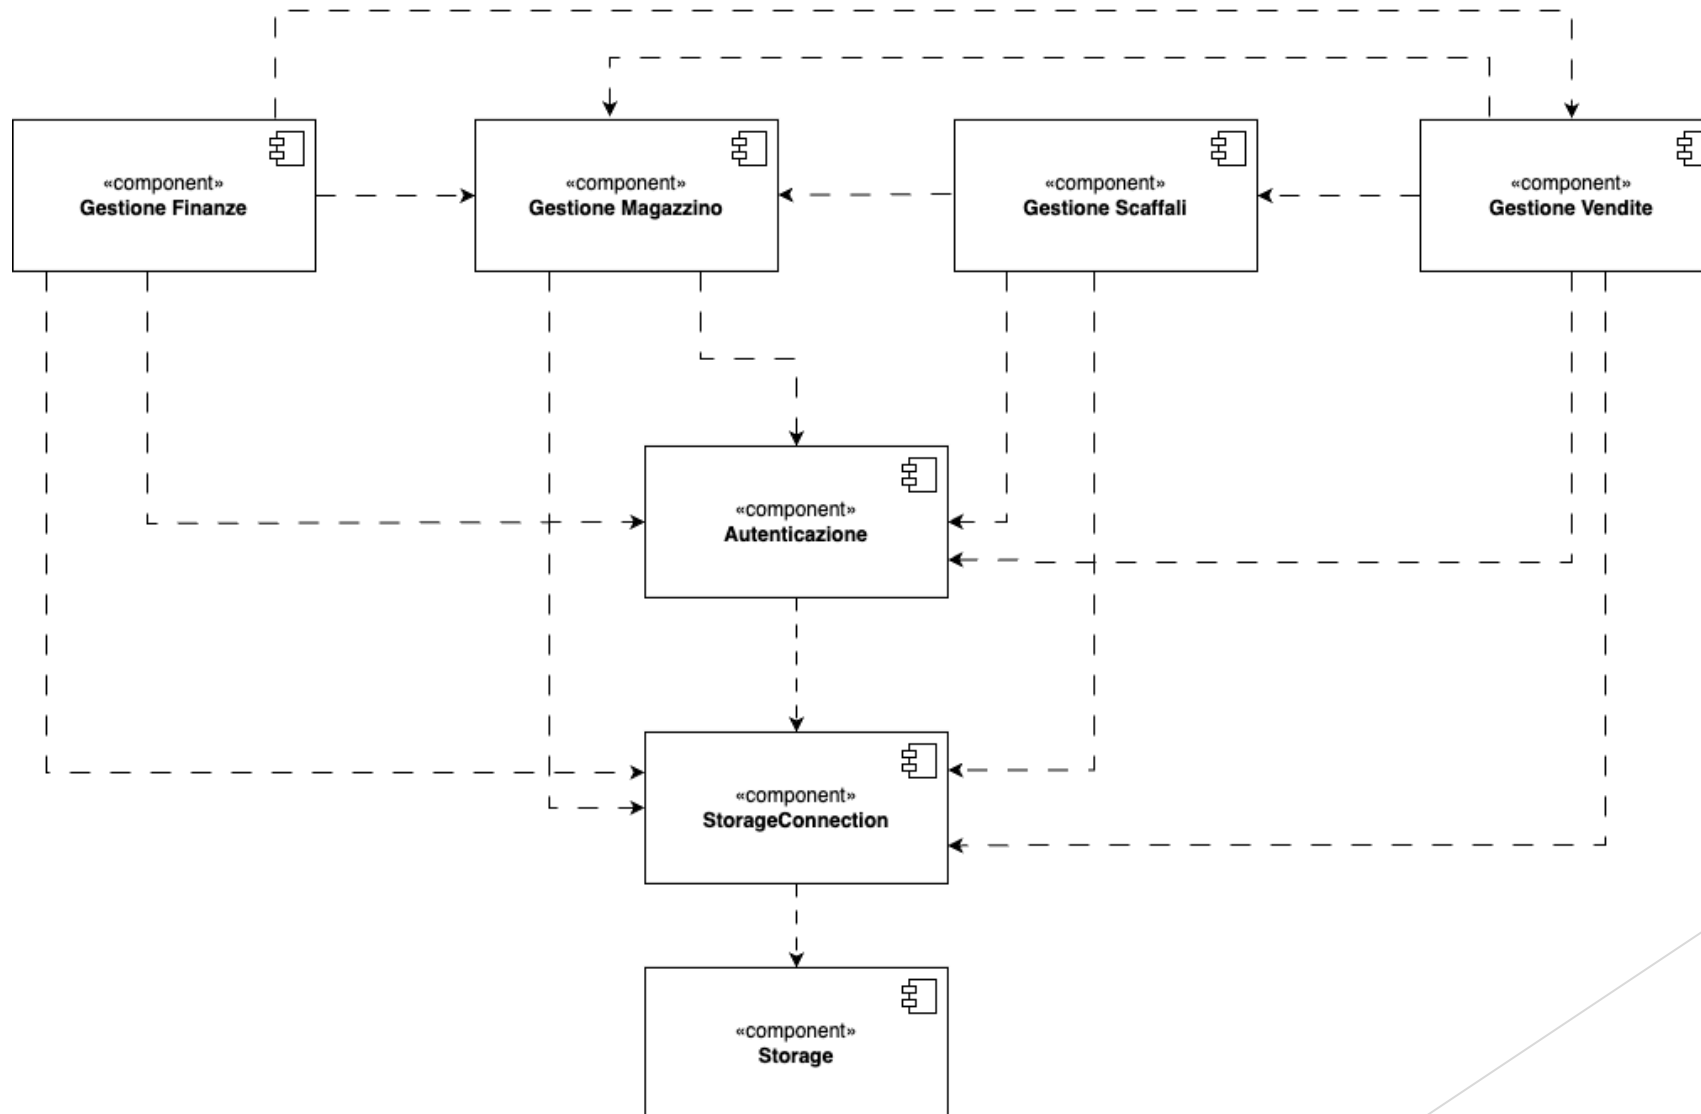 «component»
Gestione Finanze
«component»
Gestione Magazzino
«component»
Gestione Scaffali
«component»
Gestione Vendite
«component»
Autenticazione
«component»
StorageConnection
«component»
Storage